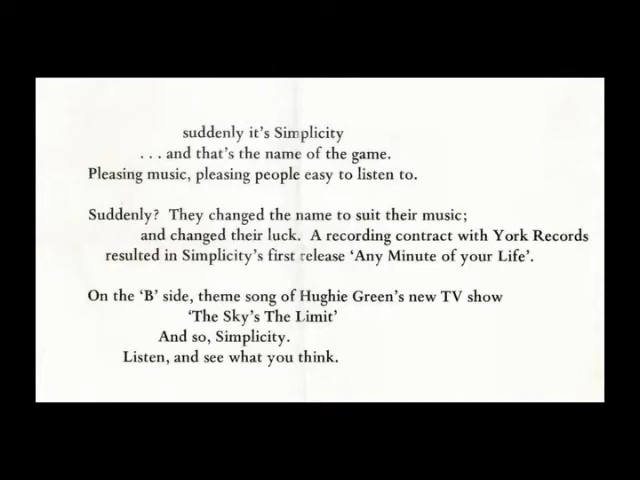 suddenly it's Simplicity
... and that's the name of the game.
Pleasing music, pleasing people easy to listen to.
Suddenly? They changed the name to suit their music;
and changed their luck. A recording contract with York Records
resulted in Simplicity's first release 'Any Minute of your Life'.
On the 'B' side, theme song of Hughie Green's new TV show
'The Sky's The Limit'
And so, Simplicity.
Listen, and see what you think.